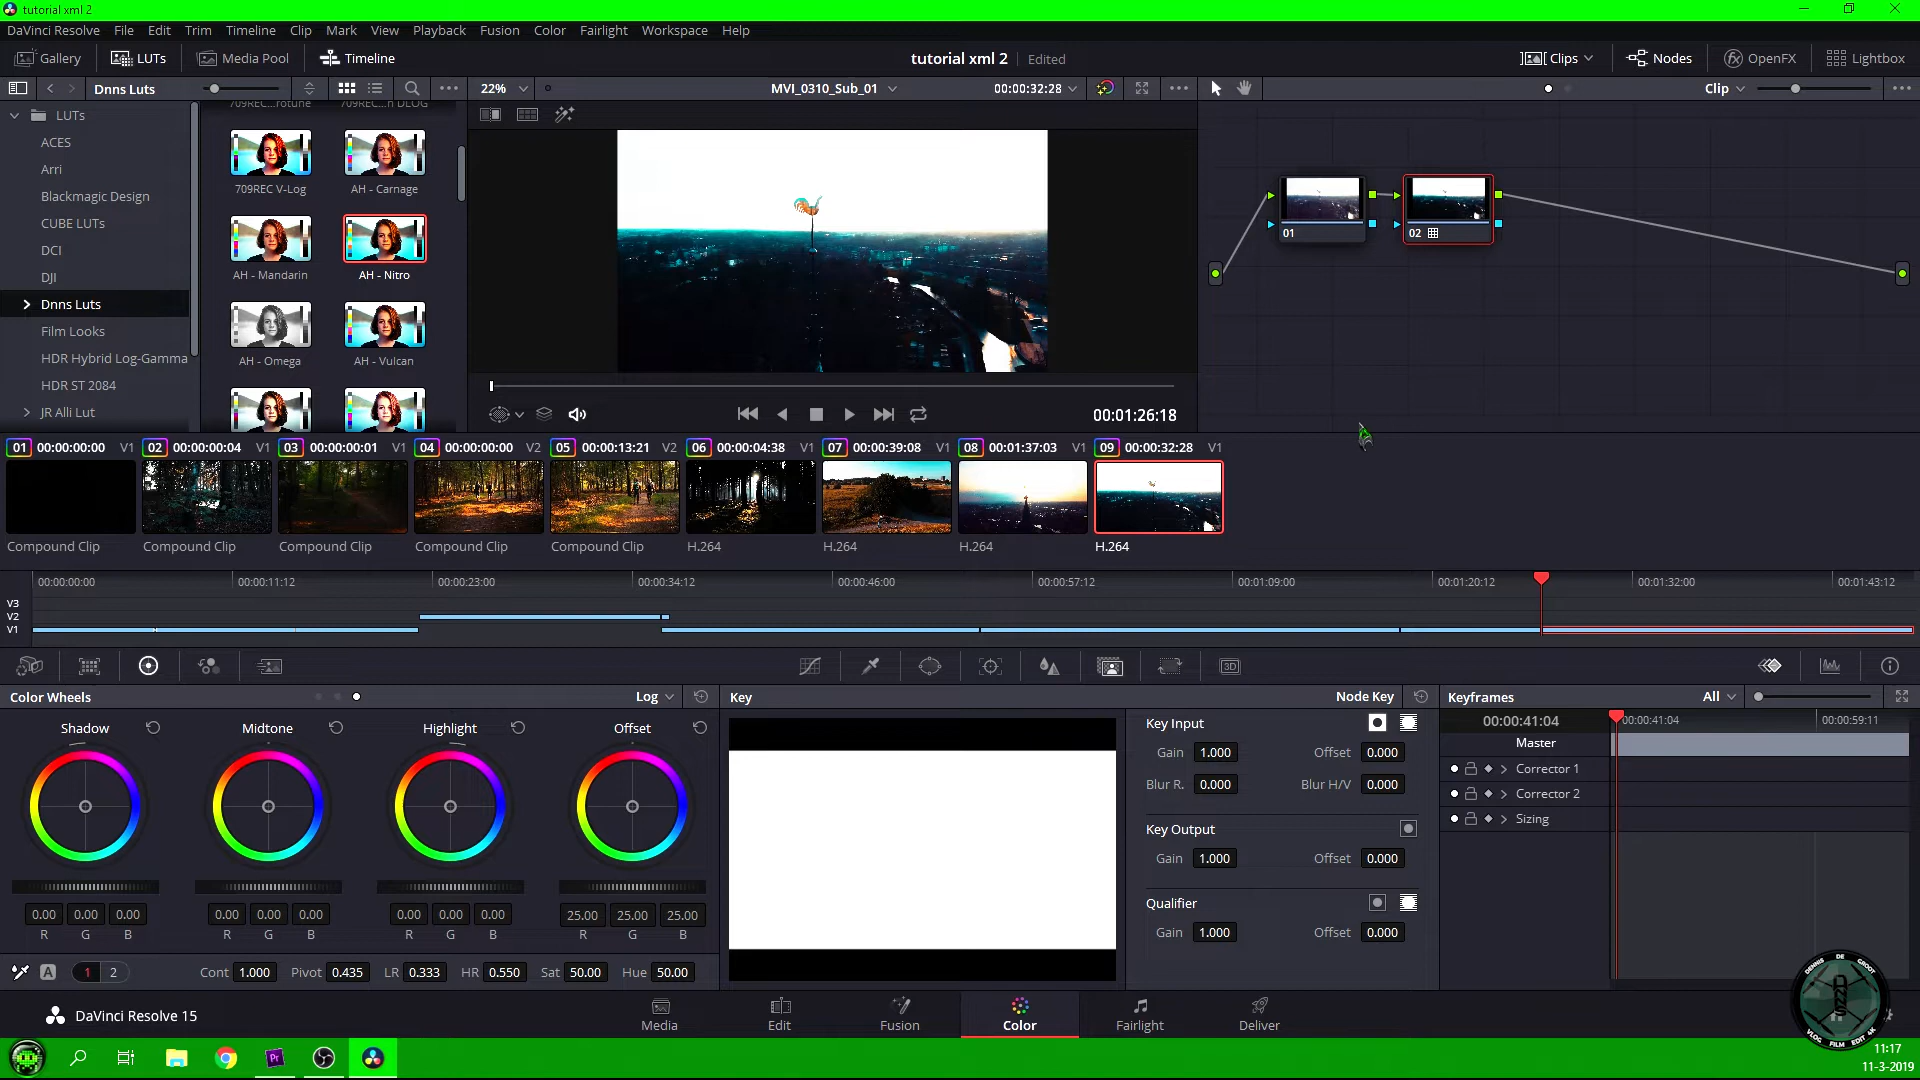 tutorial xml 2
DaVinci Resolve File Edit Trim Timeline Clip Mark View Playback Fusion Color Fairlight Workspace Help
Gallery LUTs Media Pool Timeline tutorial xml 2 Edited Clips Nodes OpenFX Lightbox
Dnns Luts 22% MVI_0310_Sub_01 00:00:32:28 Clip
LUTs
ACES
Arri
Blackmagic Design
CUBE LUTs
DCI
DJI
Dnns Luts
Film Looks
HDR Hybrid Log-Gamma
HDR ST 2084
JR Alli Lut
709REC V-Log AH - Carnage
AH - Mandarin AH - Nitro
AH - Omega AH - Vulcan
01 02
00:01:26:18
01 00:00:00:00 V1 02 00:00:00:04 V1 03 00:00:00:01 V1 04 00:00:00:00 V2 05 00:00:13:21 V2 06 00:00:04:38 V1 07 00:00:39:08 V1 08 00:01:37:03 V1 09 00:00:32:28 V1
Compound Clip Compound Clip Compound Clip Compound Clip Compound Clip H.264 H.264 H.264 H.264
00:00:00:00 00:00:11:12 00:00:23:00 00:00:34:12 00:00:46:00 00:00:57:12 00:01:09:00 00:01:20:12 00:01:32:00 00:01:43:12
V3
V2
V1
3D
Color Wheels Log Key Node Key Keyframes All
Shadow Midtone Highlight Offset
0.00 0.00 0.00 0.00 0.00 0.00 0.00 0.00 0.00 25.00 25.00 25.00
R G B R G B R G B R G B
A 1 2 Cont 1.000 Pivot 0.435 LR 0.333 HR 0.550 Sat 50.00 Hue 50.00
Key Input
Gain 1.000 Offset 0.000
Blur R. 0.000 Blur H/V 0.000
Key Output
Gain 1.000 Offset 0.000
Qualifier
Gain 1.000 Offset 0.000
00:00:41:04 00:00:41:04 00:00:59:11
Master
Corrector 1
Corrector 2
Sizing
DENNIS DE GROOT
VLOG FILM EDIT 4K
DaVinci Resolve 15 Media Edit Fusion Color Fairlight Deliver
Pr
11:17
11-3-2019